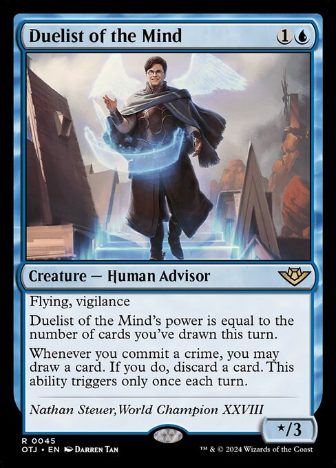 Duelist of the Mind 1
Creature — Human Advisor
Flying, vigilance
Duelist of the Mind's power is equal to the
number of cards you've drawn this turn.
Whenever you commit a crime, you may
draw a card. If you do, discard a card. This
ability triggers only once each turn.
Nathan Steuer,World Champion XXVIII
*/3
R 0045
OTJ • EN Darren Tan
™ & © 2024 Wizards of the Coast